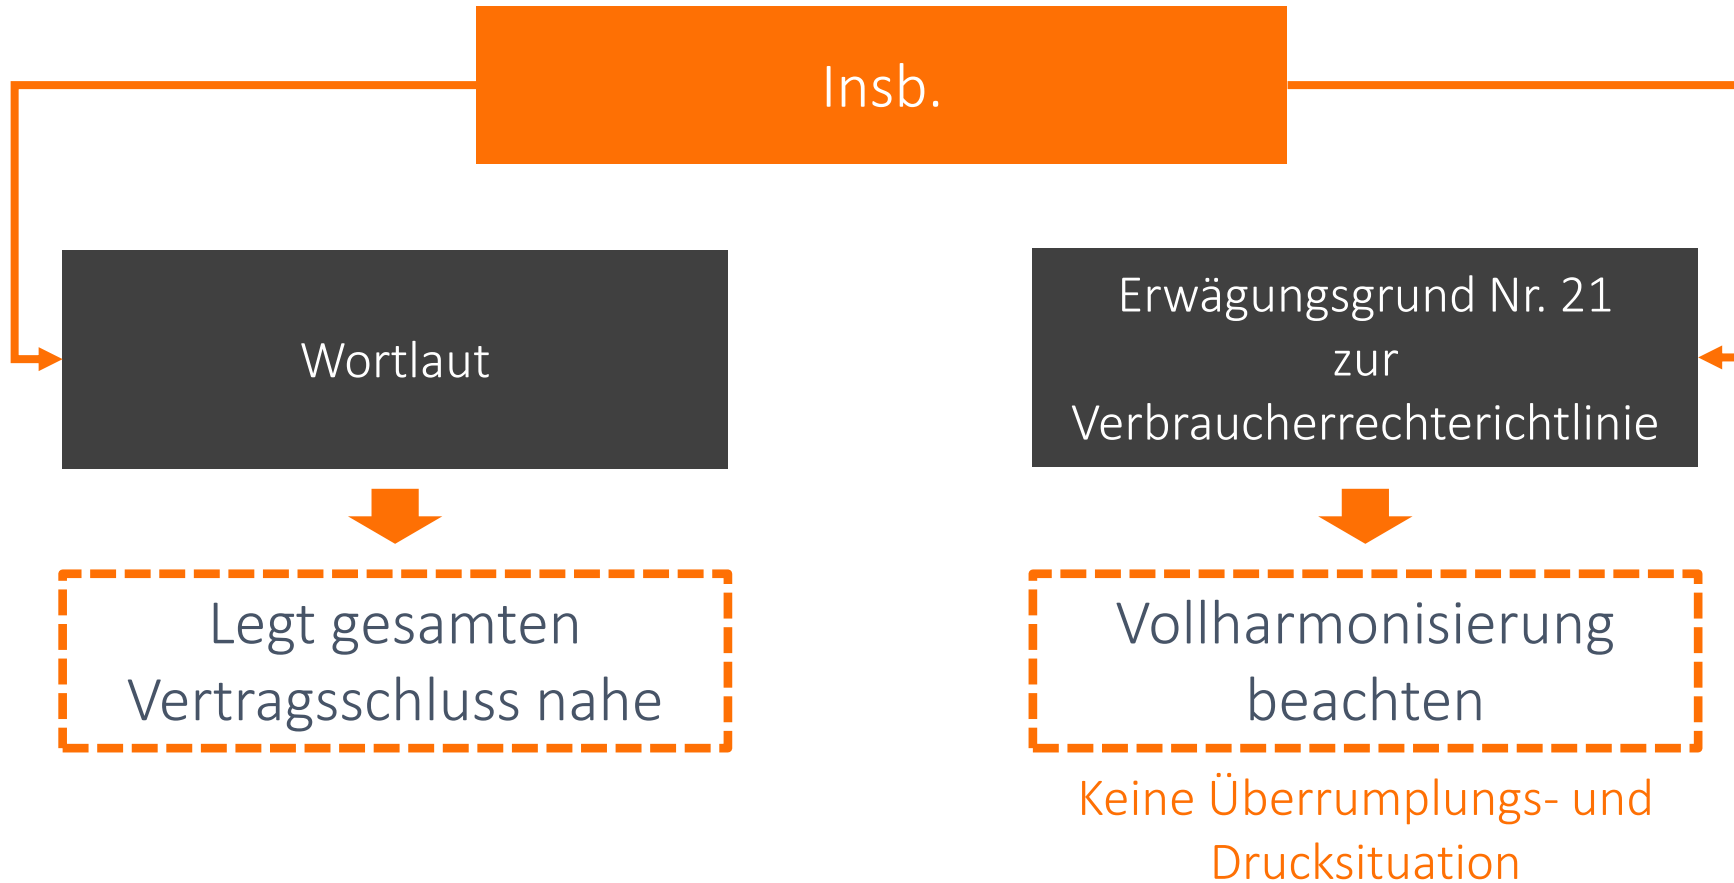 Insb.
Wortlaut
Legt gesamten
Vertragsschluss nahe
Erwägungsgrund Nr. 21
zur
Verbraucherrechterichtlinie
Vollharmonisierung
beachten
Keine Überrumplungs- und
Drucksituation